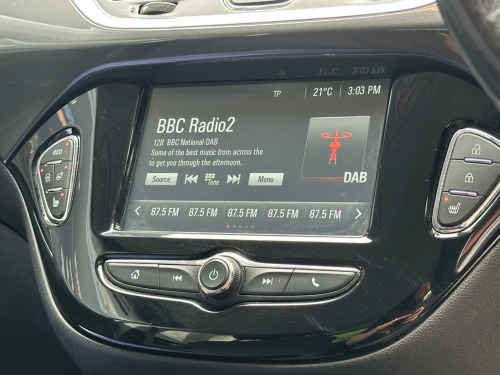 TP 21°C 3:03 PM
BBC Radio2
12B BBC National DAB
Some of the best music from across the
to get you through the afternoon.
Source Tone Menu
DAB
87.5 FM 87.5 FM 87.5 FM 87.5 FM 87.5 FM
eco